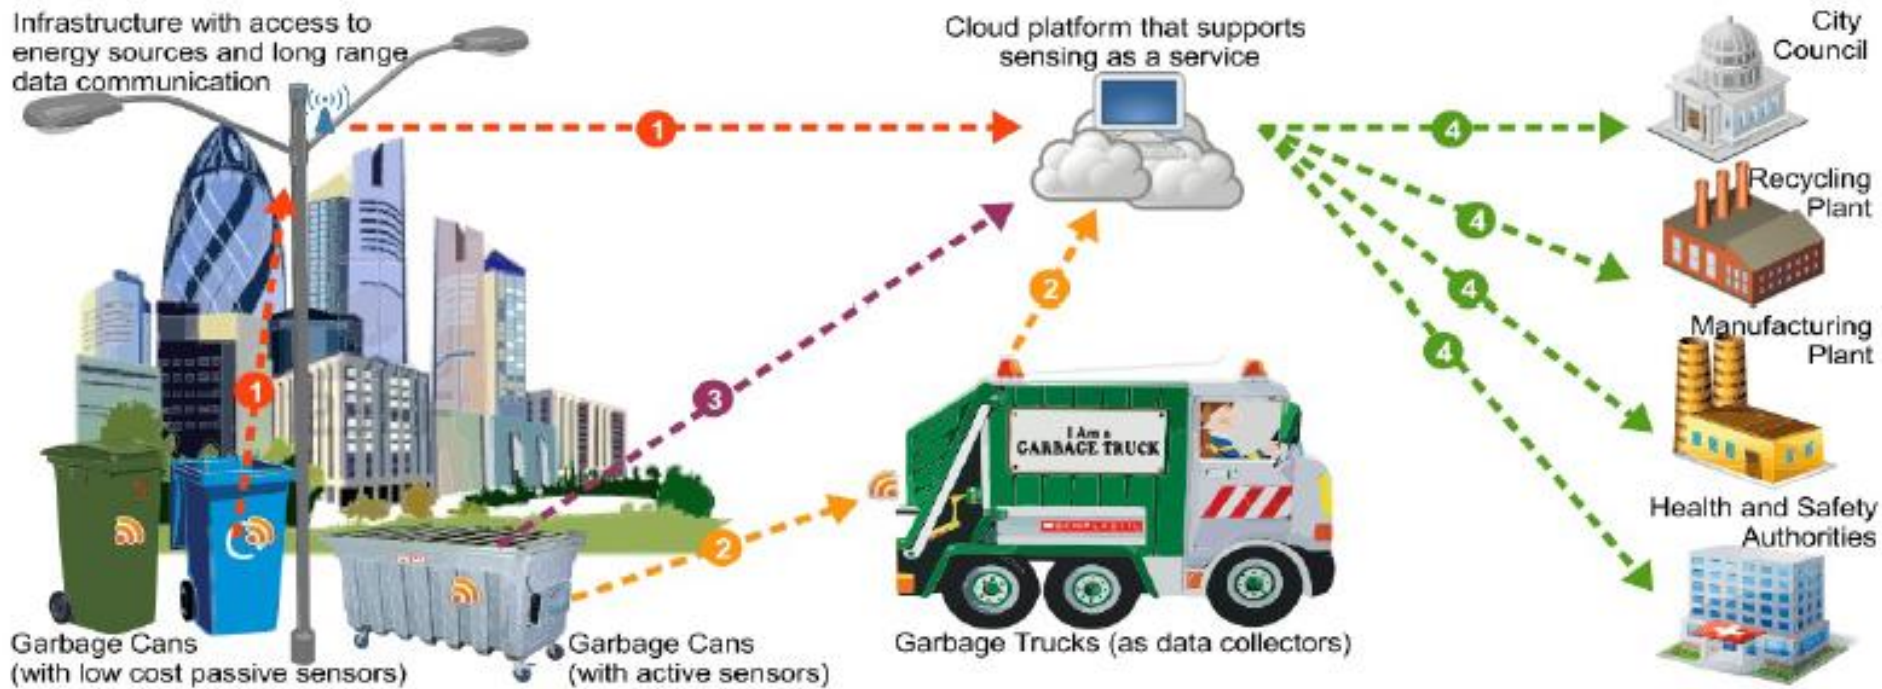 Infrastructure with access to
energy sources and long range
data communication
Cloud platform that supports
sensing as a service
City
Council
Recycling
Plant
Manufacturing
Plant
Health and Safety
Authorities
1
1
2
2
3
4
4
4
4
I Am a
GARBAGE TRUCK
SCHOLASTIC
Garbage Cans
(with low cost passive sensors)
Garbage Cans
(with active sensors)
Garbage Trucks (as data collectors)